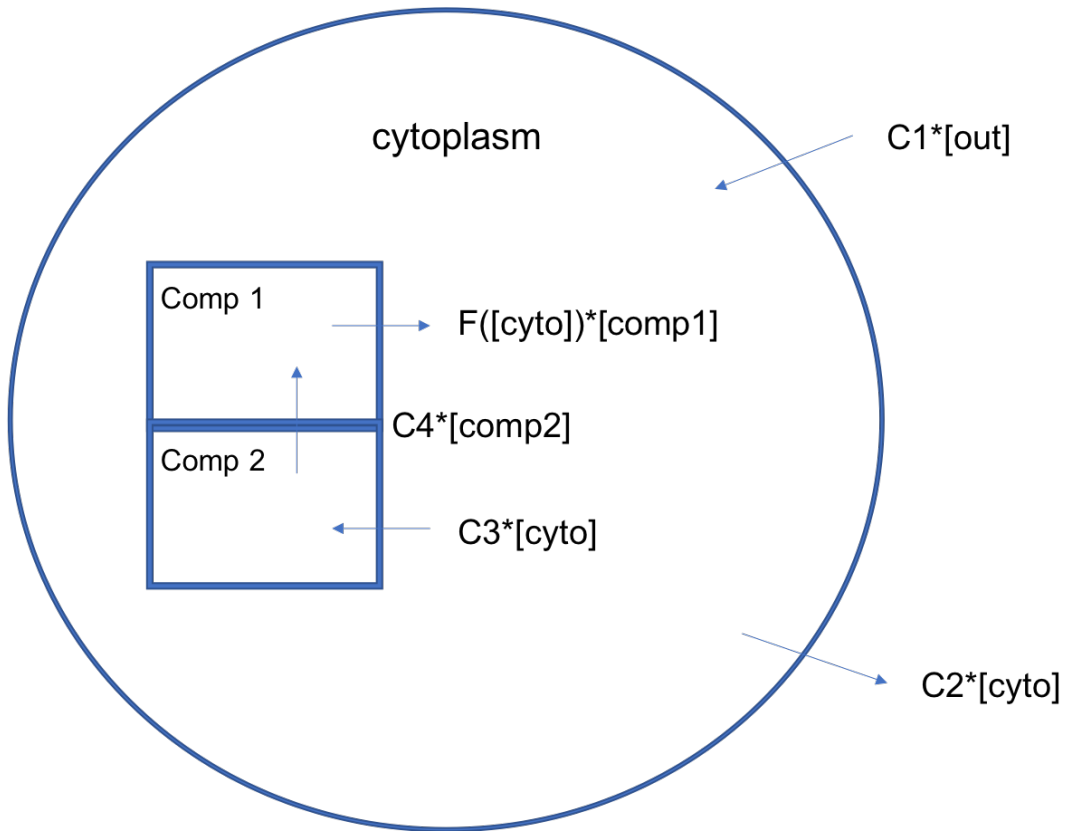 cytoplasm
C1*[out]
Comp 1
F([cyto])*[comp1]
C4*[comp2]
Comp 2
C3*[cyto]
C2*[cyto]